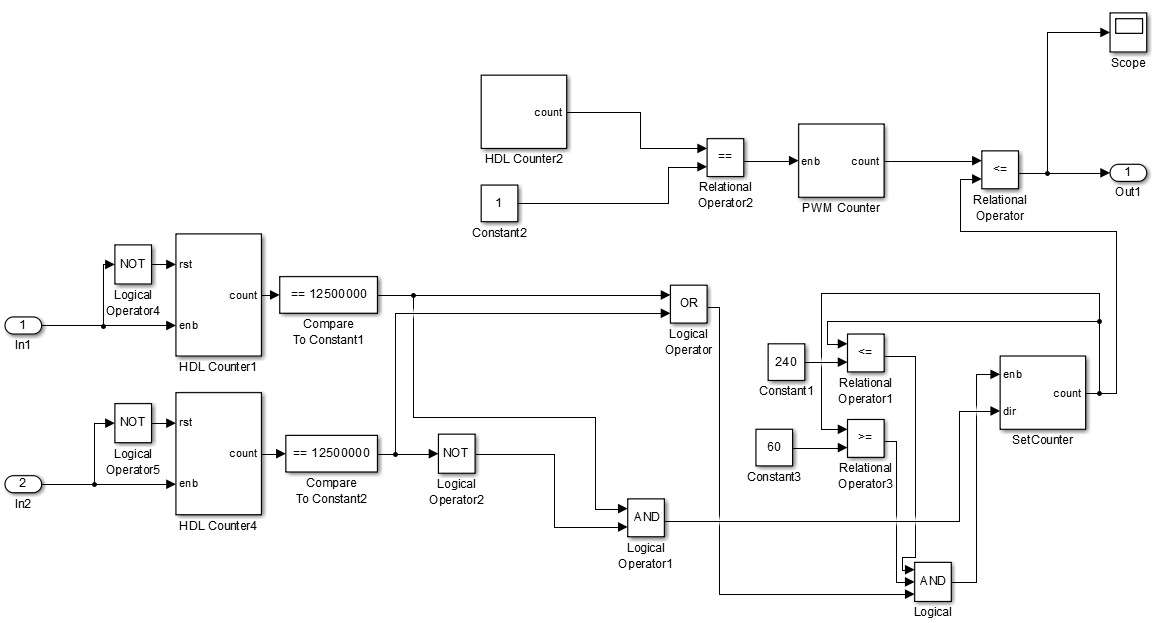 Scope
count
HDL Counter2
==
Relational
Operator2
1
Constant2
enb
count
PWM Counter
<=
Relational
Operator
1
Out1
NOT
Logical
Operator4
rst
count
enb
HDL Counter1
1
In1
== 12500000
Compare
To Constant1
OR
Logical
Operator
240
Constant1
<=
Relational
Operator1
enb
count
dir
SetCounter
60
Constant3
>=
Relational
Operator3
NOT
Logical
Operator5
rst
count
enb
HDL Counter4
2
In2
== 12500000
Compare
To Constant2
NOT
Logical
Operator2
AND
Logical
Operator1
AND
Logical